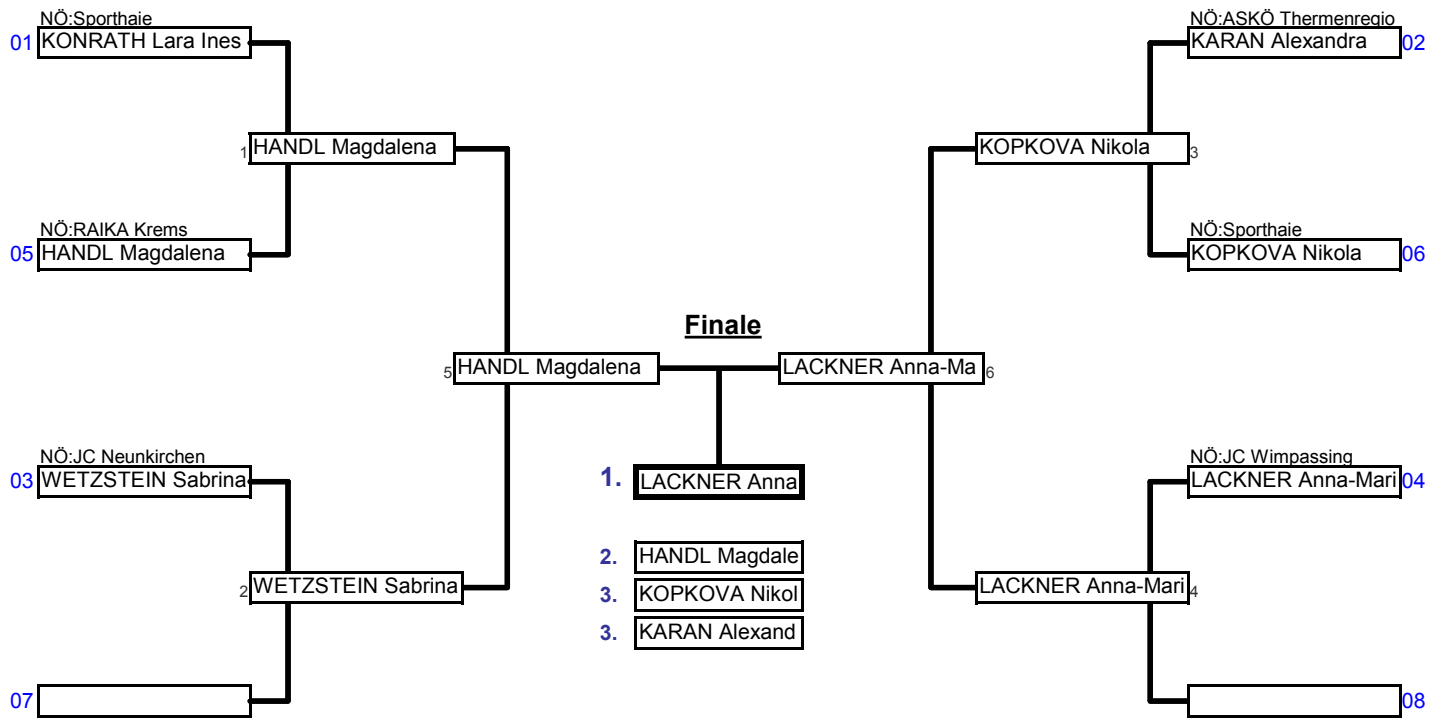 NÖ:Sporthaie
01 KONRATH Lara Ines
1 HANDL Magdalena
NÖ:RAIKA Krems
05 HANDL Magdalena
5 HANDL Magdalena
NÖ:JC Neunkirchen
03 WETZSTEIN Sabrina
2 WETZSTEIN Sabrina
07
Finale
1. LACKNER Anna
2. HANDL Magdale
3. KOPKOVA Nikol
3. KARAN Alexand
NÖ:ASKÖ Thermenregio
KARAN Alexandra 02
KOPKOVA Nikola 3
NÖ:Sporthaie
KOPKOVA Nikola 06
LACKNER Anna-Ma 6
NÖ:JC Wimpassing
LACKNER Anna-Mari 04
LACKNER Anna-Mari 4
08